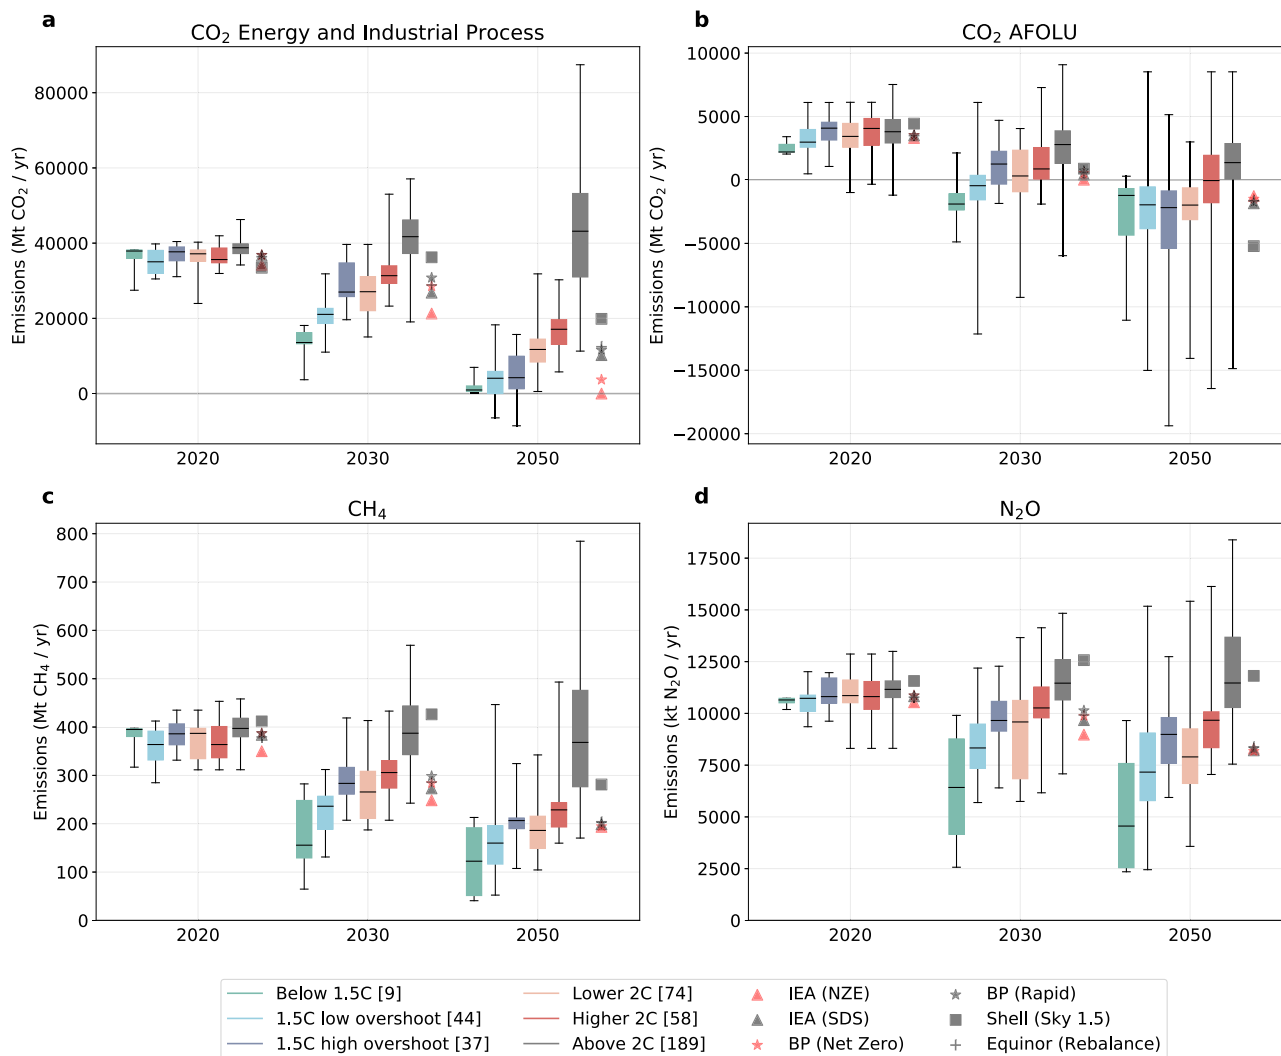 a
CO₂ Energy and Industrial Process
Emissions (Mt CO₂ / yr)
80000
60000
40000
20000
0
2020
2030
2050
b
CO₂ AFOLU
Emissions (Mt CO₂ / yr)
10000
5000
0
−5000
−10000
−15000
−20000
2020
2030
2050
c
CH₄
Emissions (Mt CH₄ / yr)
800
700
600
500
400
300
200
100
0
2020
2030
2050
d
N₂O
Emissions (kt N₂O / yr)
17500
15000
12500
10000
7500
5000
2500
0
2020
2030
2050
Below 1.5C [9]
1.5C low overshoot [44]
1.5C high overshoot [37]
Lower 2C [74]
Higher 2C [58]
Above 2C [189]
IEA (NZE)
IEA (SDS)
BP (Net Zero)
BP (Rapid)
Shell (Sky 1.5)
Equinor (Rebalance)